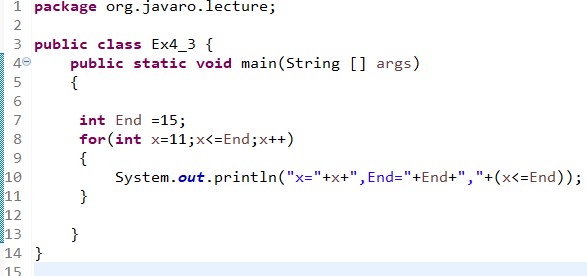 1 package org.javaro.lecture;
2
3 public class Ex4_3 {
4 public static void main(String [] args)
5 {
6
7 int End =15;
8 for(int x=11;x<=End;x++)
9 {
10 System.out.println("x="+x+",End="+End+","+(x<=End));
11 }
12
13 }
14 }
15